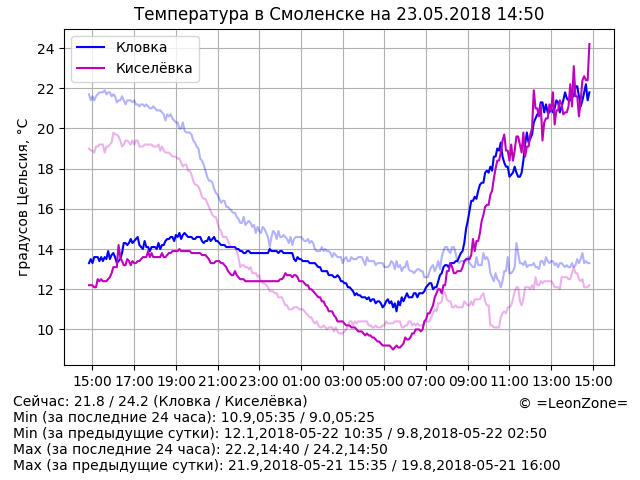 Температура в Смоленске на 23.05.2018 14:50
Кловка
Киселёвка
градусов Цельсия, °C
24
22
20
18
16
14
12
10
15:00 17:00 19:00 21:00 23:00 01:00 03:00 05:00 07:00 09:00 11:00 13:00 15:00
© =LeonZone=
Сейчас: 21.8 / 24.2 (Кловка / Киселёвка)
Min (за последние 24 часа): 10.9,05:35 / 9.0,05:25
Min (за предыдущие сутки): 12.1,2018-05-22 10:35 / 9.8,2018-05-22 02:50
Max (за последние 24 часа): 22.2,14:40 / 24.2,14:50
Max (за предыдущие сутки): 21.9,2018-05-21 15:35 / 19.8,2018-05-21 16:00